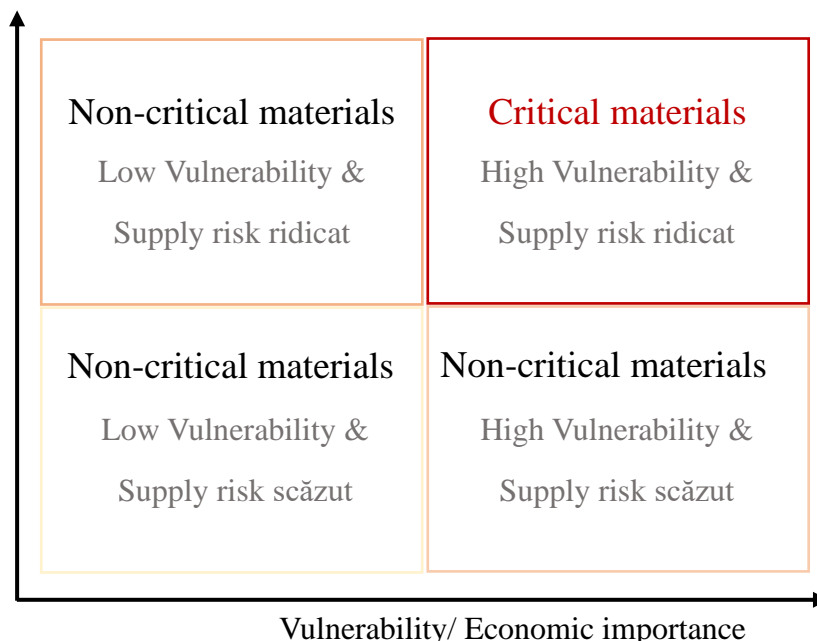 Non-critical materials
Low Vulnerability &
Supply risk ridicat
Critical materials
High Vulnerability &
Supply risk ridicat
Non-critical materials
Low Vulnerability &
Supply risk scăzut
Non-critical materials
High Vulnerability &
Supply risk scăzut
Vulnerability/ Economic importance